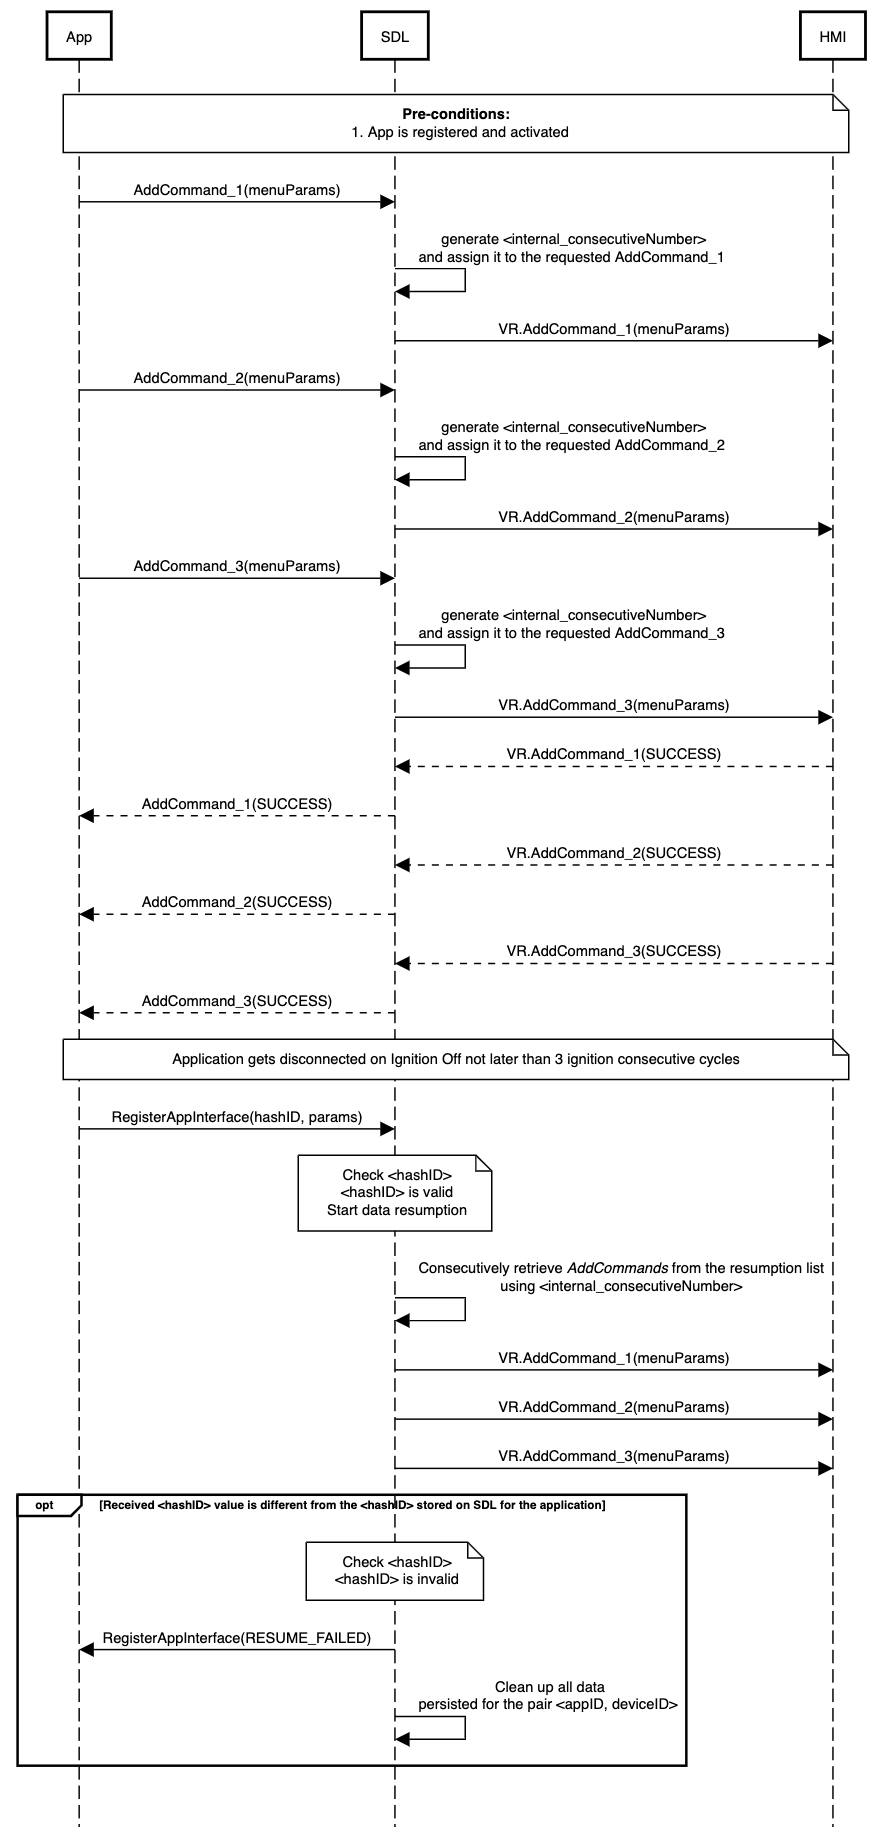 App
SDL
HMI
Pre-conditions:
1. App is registered and activated
AddCommand_1(menuParams)
generate <internal_consecutiveNumber>
and assign it to the requested AddCommand_1
VR.AddCommand_1(menuParams)
AddCommand_2(menuParams)
generate <internal_consecutiveNumber>
and assign it to the requested AddCommand_2
VR.AddCommand_2(menuParams)
AddCommand_3(menuParams)
generate <internal_consecutiveNumber>
and assign it to the requested AddCommand_3
VR.AddCommand_3(menuParams)
VR.AddCommand_1(SUCCESS)
AddCommand_1(SUCCESS)
VR.AddCommand_2(SUCCESS)
AddCommand_2(SUCCESS)
VR.AddCommand_3(SUCCESS)
AddCommand_3(SUCCESS)
Application gets disconnected on Ignition Off not later than 3 ignition consecutive cycles
RegisterAppInterface(hashID, params)
Check <hashID>
<hashID> is valid
Start data resumption
Consecutively retrieve AddCommands from the resumption list
using <internal_consecutiveNumber>
VR.AddCommand_1(menuParams)
VR.AddCommand_2(menuParams)
VR.AddCommand_3(menuParams)
opt
[Received <hashID> value is different from the <hashID> stored on SDL for the application]
Check <hashID>
<hashID> is invalid
RegisterAppInterface(RESUME_FAILED)
Clean up all data
persisted for the pair <appID, deviceID>